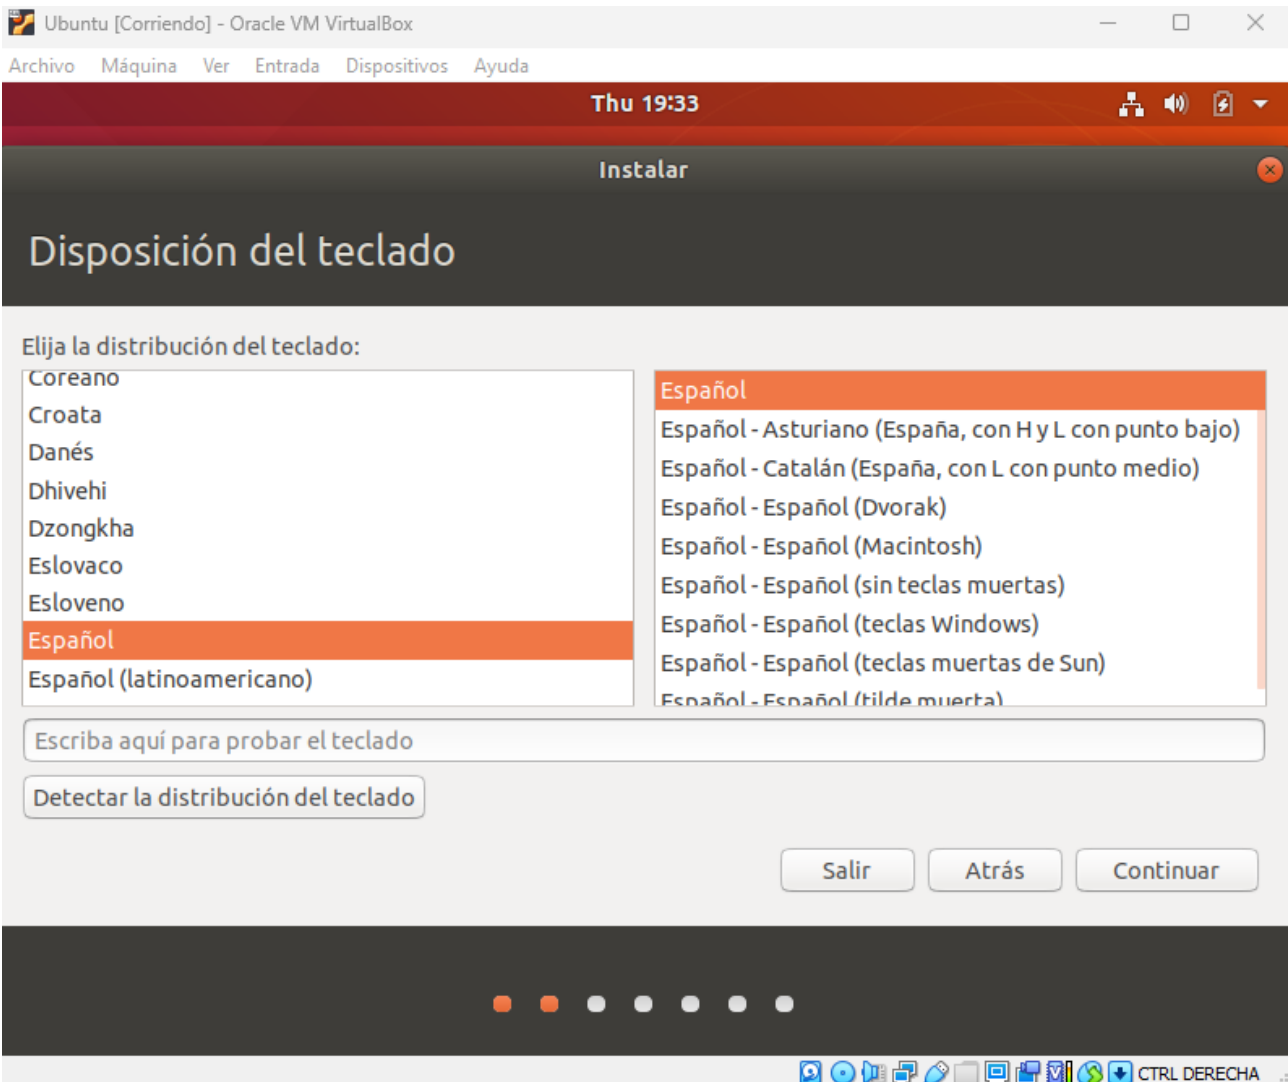 Ubuntu [Corriendo] - Oracle VM VirtualBox
Archivo Máquina Ver Entrada Dispositivos Ayuda
Thu 19:33
Instalar
Disposición del teclado
Elija la distribución del teclado:
Coreano
Croata
Danés
Dhivehi
Dzongkha
Eslovaco
Esloveno
Español
Español (latinoamericano)
Español
Español - Asturiano (España, con H y L con punto bajo)
Español - Catalán (España, con L con punto medio)
Español - Español (Dvorak)
Español - Español (Macintosh)
Español - Español (sin teclas muertas)
Español - Español (teclas Windows)
Español - Español (teclas muertas de Sun)
Español - Español (tilde muerta)
Escriba aquí para probar el teclado
Detectar la distribución del teclado
Salir Atrás Continuar
CTRL DERECHA